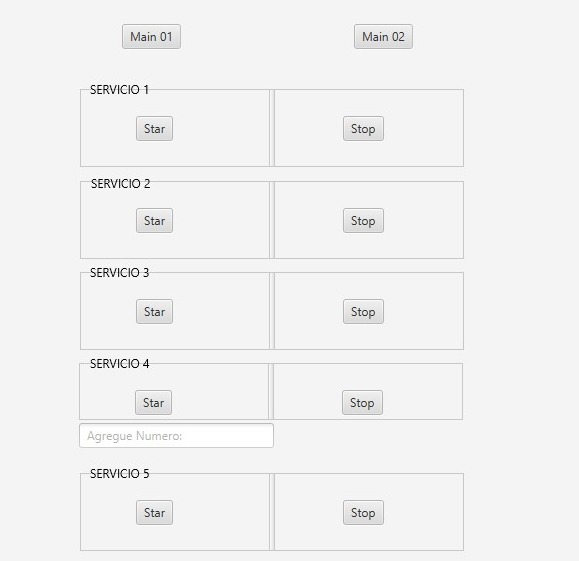 Main 01 Main 02
SERVICIO 1
Star Stop
SERVICIO 2
Star Stop
SERVICIO 3
Star Stop
SERVICIO 4
Star Stop
Agregue Numero:
SERVICIO 5
Star Stop